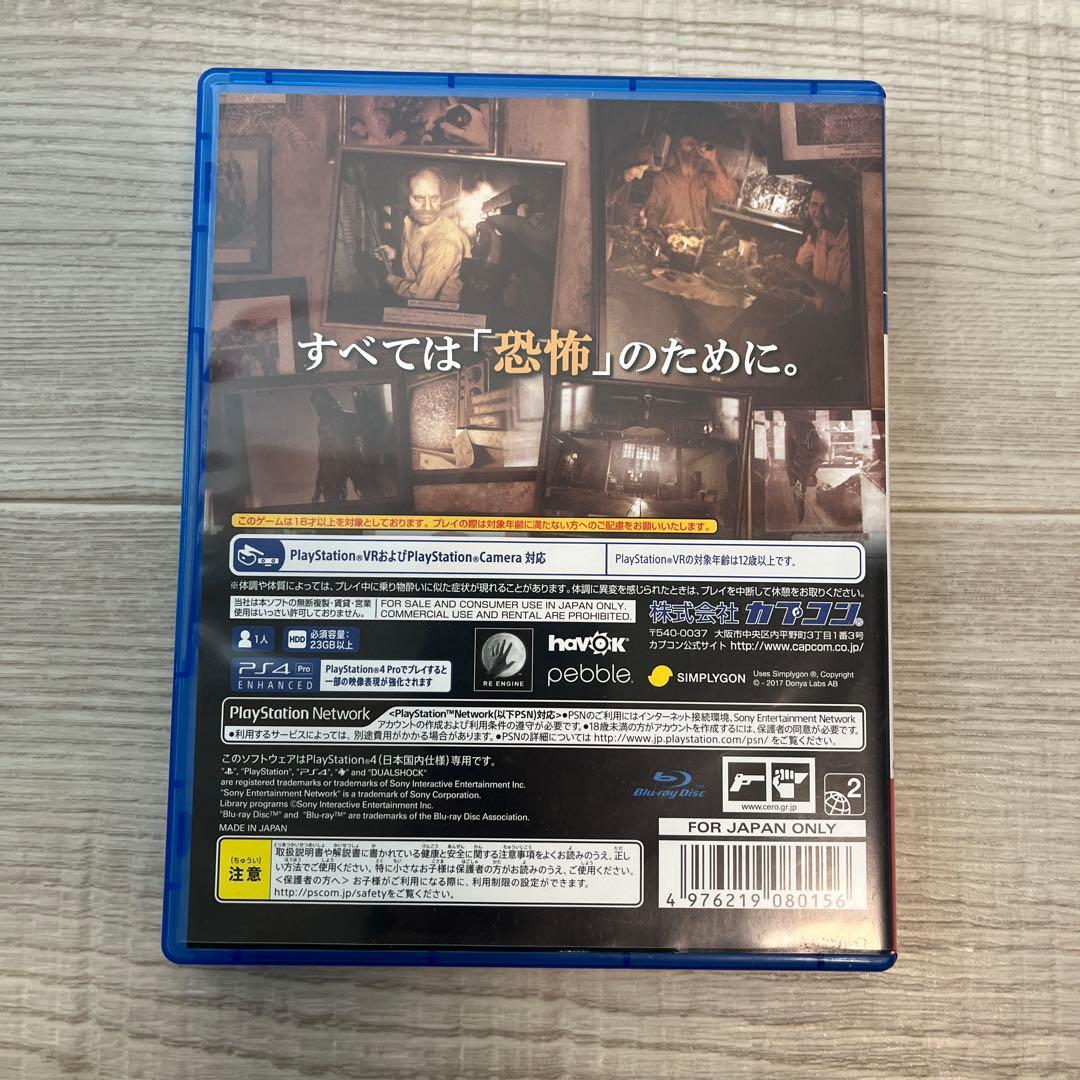 すべては「恐怖」のために。
このゲームは18才以上を対象としております。プレイの際は対象年齢に満たない方へのご配慮をお願いいたします。
PlayStation®VRおよびPlayStation®Camera 対応
PlayStation®VRの対象年齢は12歳以上です。
※体調や体質によっては、プレイ中に乗り物酔いに似た症状が現れることがあります。体調に異変を感じられたときは、プレイを中断して休憩をお取りください。
当社は本ソフトの無断複製・賃貸・営業
使用はいっさい許可しておりません。
FOR SALE AND CONSUMER USE IN JAPAN ONLY.
COMMERCIAL USE AND RENTAL ARE PROHIBITED.
株式会社 カプコン®
〒540-0037 大阪市中央区内平野町3丁目1番3号
カプコン公式サイト http://www.capcom.co.jp/
1人
HDD 必須容量:
23GB以上
PS4 Pro
ENHANCED
PlayStation®4 Proでプレイすると
一部の映像表現が強化されます
RE ENGINE
havok
pebble
SIMPLYGON
Uses Simplygon ®, Copyright
© - 2017 Donya Labs AB
PlayStation Network
<PlayStation™Network(以下PSN)対応>●PSNのご利用にはインターネット接続環境、Sony Entertainment Network
アカウントの作成および利用条件の遵守が必要です。●18歳未満の方がアカウントを作成するには、保護者の同意が必要です。
●利用するサービスによっては、別途費用がかかる場合があります。●PSNの詳細については http://www.jp.playstation.com/psn/ をご覧ください。
このソフトウェアはPlayStation®4(日本国内仕様)専用です。
"PlayStation", "PS4", and "DUALSHOCK"
are registered trademarks or trademarks of Sony Interactive Entertainment Inc.
"Sony Entertainment Network" is a trademark of Sony Corporation.
Library programs ©Sony Interactive Entertainment Inc.
"Blu-ray Disc™" and "Blu-ray™" are trademarks of the Blu-ray Disc Association.
MADE IN JAPAN
Blu-ray Disc™
www.cero.gr.jp
2
FOR JAPAN ONLY
(ちゅうい)
注意
取扱説明書や解説書に書かれている健康と安全に関する注意事項をよくお読みのうえ、正し
い方法でご使用ください。特に小さなお子様は保護者の方がお読みのうえ、ご使用ください。
<保護者の方へ> お子様がご利用になる際に、利用制限の設定ができます。
http://pscom.jp/safetyをご覧ください。
4 976219 080156